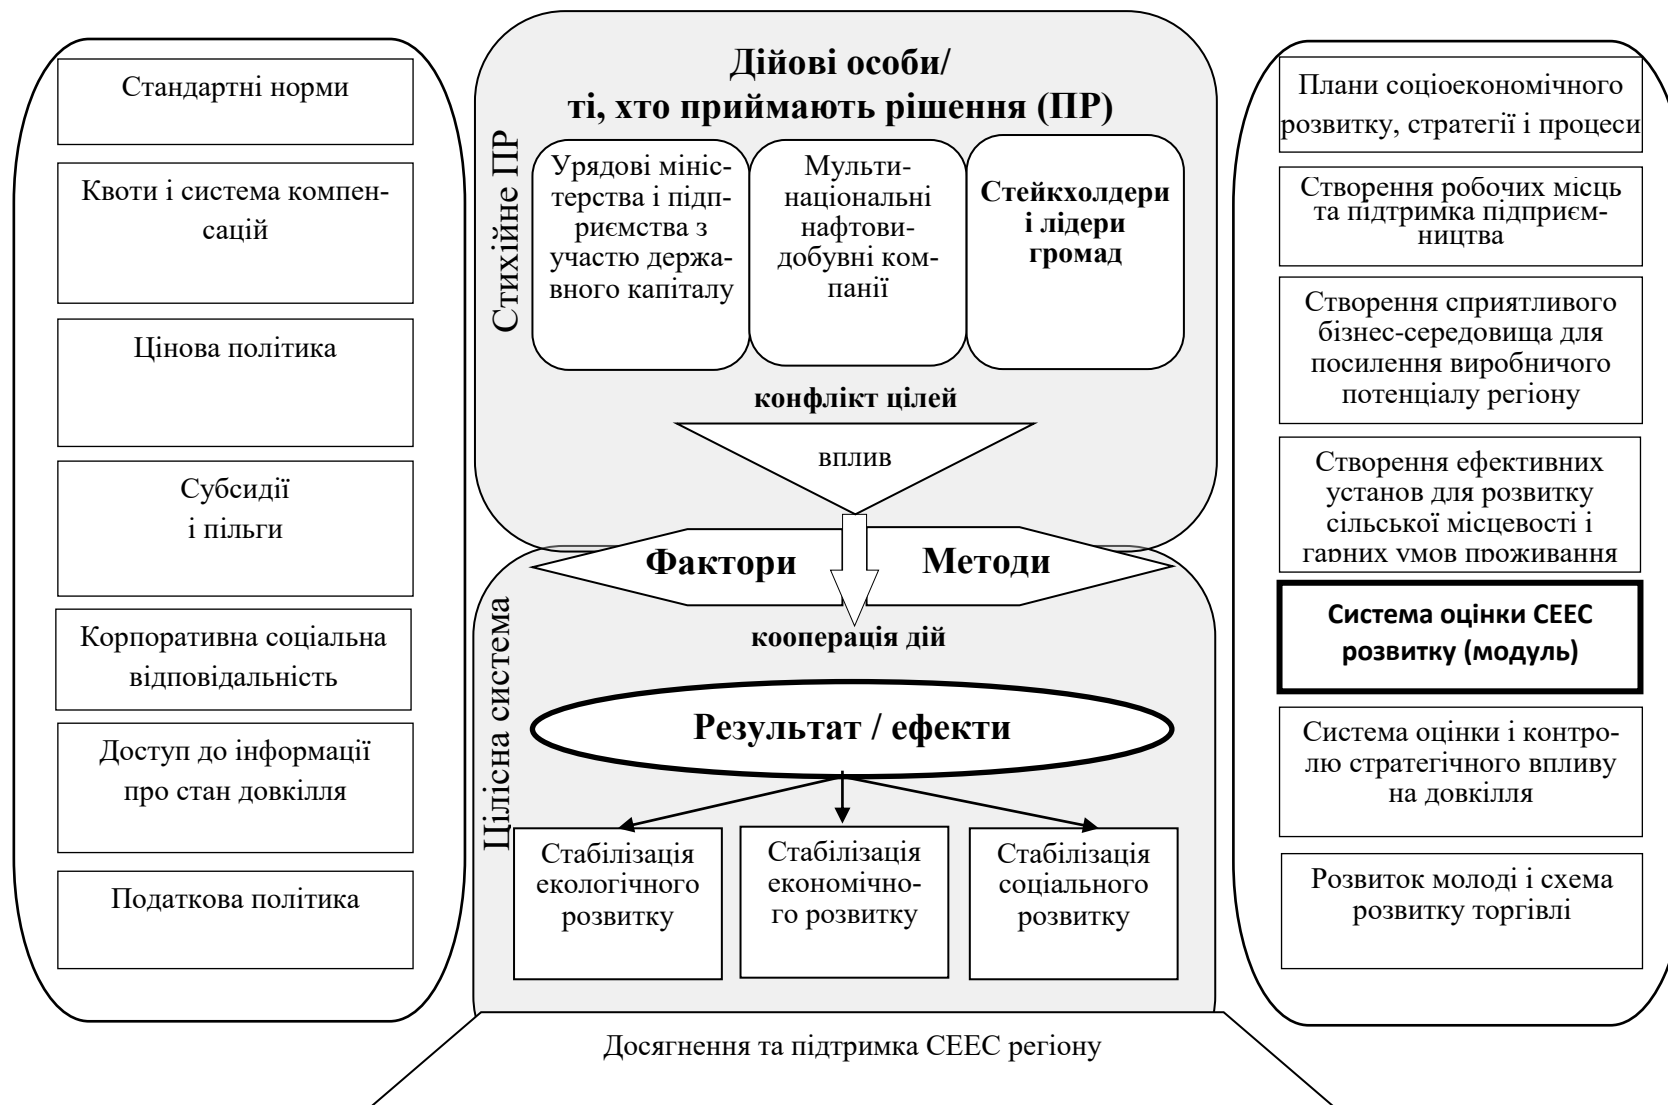 Стандартні норми
Квоти і система компен-
сацій
Цінова політика
Субсидії
і пільги
Корпоративна соціальна
відповідальність
Доступ до інформації
про стан довкілля
Податкова політика
Стихійне ПР
Дійові особи/
ті, хто приймають рішення (ПР)
Урядові мініс-
терства і підп-
риємства з
участю держа-
вного капіталу
Мульти-
національні
нафтови-
добувні ком-
панії
Стейкхолдери
і лідери
громад
конфлікт цілей
вплив
Фактори
Методи
Цілісна система
кооперація дій
Результат / ефекти
Стабілізація
екологічного
розвитку
Стабілізація
економічно-
го розвитку
Стабілізація
соціального
розвитку
Досягнення та підтримка СЕЕС регіону
Плани соціоекономічного
розвитку, стратегії і процеси
Створення робочих місць
та підтримка підприєм-
ництва
Створення сприятливого
бізнес-середовища для
посилення виробничого
потенціалу регіону
Створення ефективних
установ для розвитку
сільської місцевості і
гарних умов проживання
Система оцінки СЕЕС
розвитку (модуль)
Система оцінки і контро-
лю стратегічного впливу
на довкілля
Розвиток молоді і схема
розвитку торгівлі